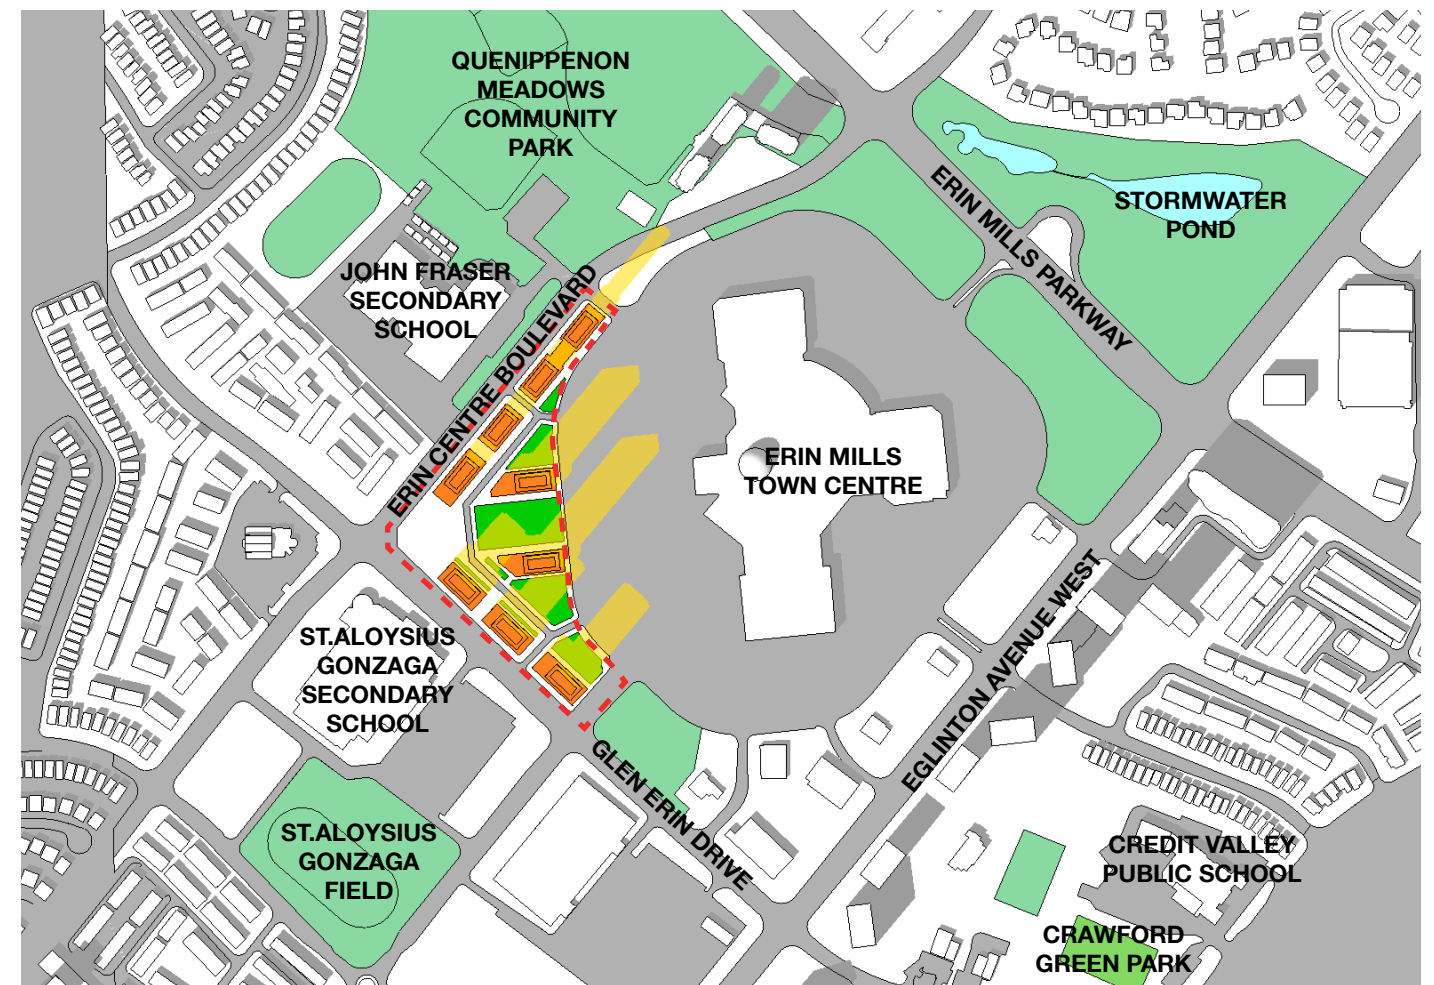 QUENIPPENON
MEADOWS
COMMUNITY
PARK
ERIN MILLS PARKWAY
STORMWATER
POND
JOHN FRASER
SECONDARY
SCHOOL
ERIN CENTRE BOULEVARD
ERIN MILLS
TOWN CENTRE
ST.ALOYSIUS
GONZAGA
SECONDARY
SCHOOL
EGLINTON AVENUE WEST
GLEN ERIN DRIVE
ST.ALOYSIUS
GONZAGA
FIELD
CREDIT VALLEY
PUBLIC SCHOOL
CRAWFORD
GREEN PARK